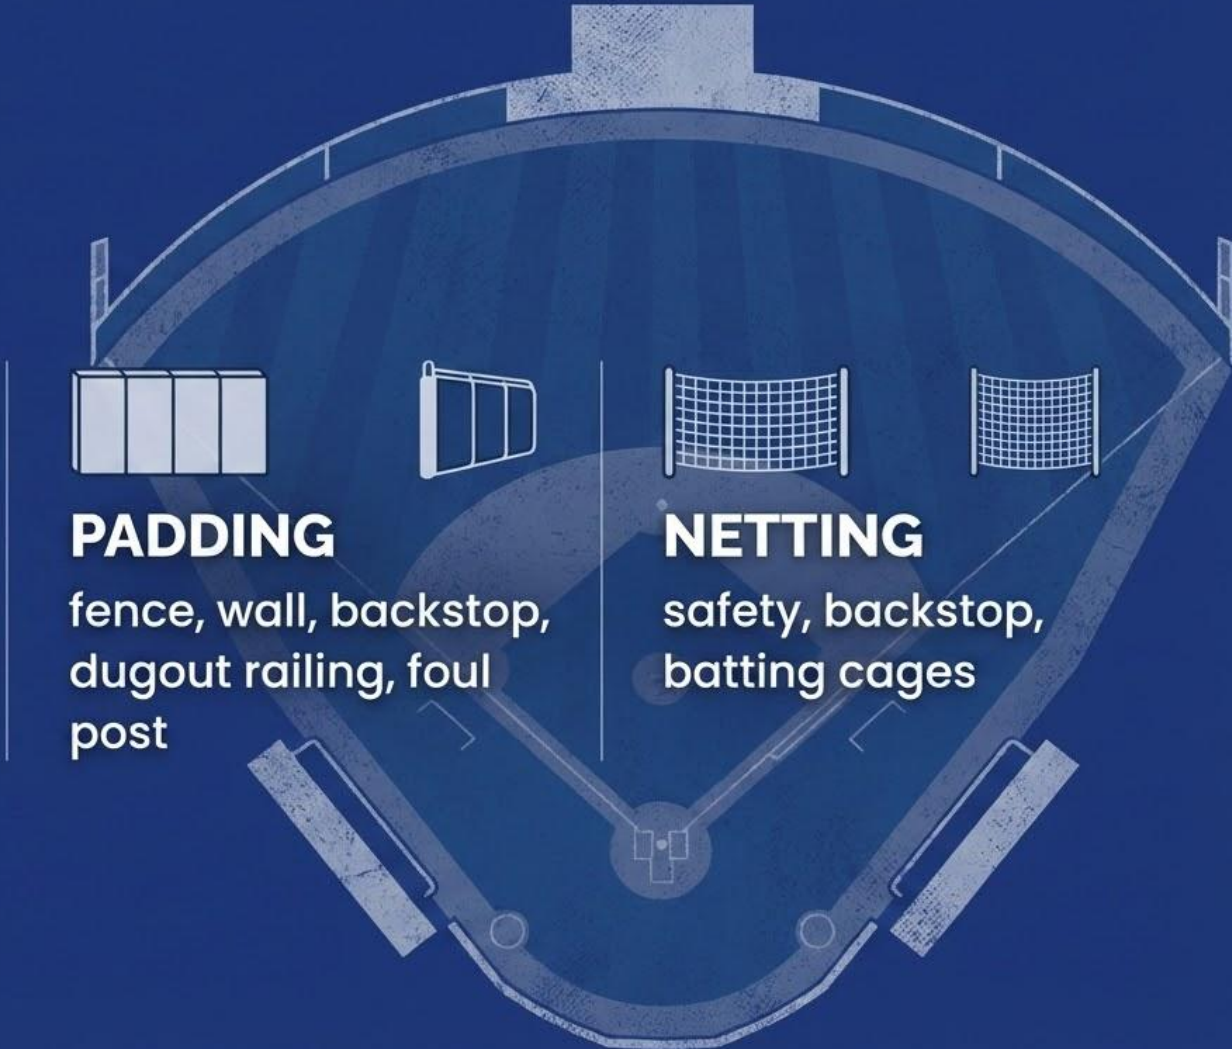 PADDING
fence, wall, backstop,
dugout railing, foul
post
NETTING
safety, backstop,
batting cages